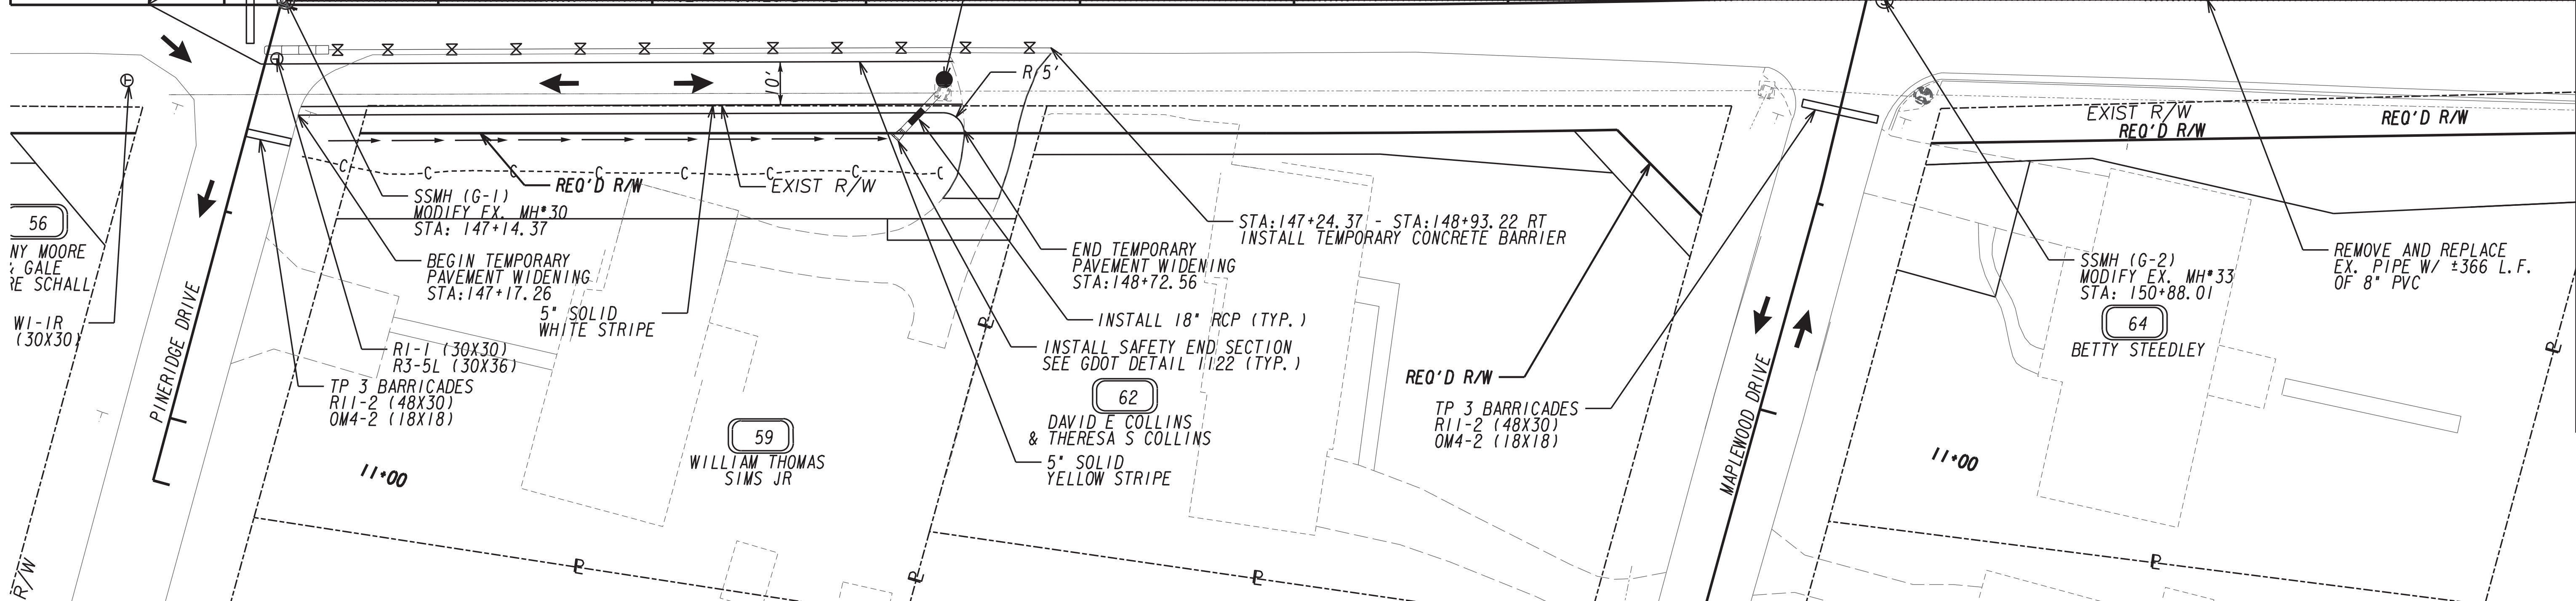 10'
R-5'
EXIST R/W
REQ'D R/W
REQ'D R/W
REQ'D R/W
EXIST R/W
C C C C C C C C
SSMH (G-1)
MODIFY EX. MH#30
STA: 147+14.37
BEGIN TEMPORARY
PAVEMENT WIDENING
STA:147+17.26
5" SOLID
WHITE STRIPE
R1-1 (30X30)
R3-5L (30X36)
TP 3 BARRICADES
R11-2 (48X30)
OM4-2 (18X18)
56
NY MOORE
& GALE
RE SCHALL
W1-1R
(30X30)
PINERIDGE DRIVE
R/W
11+00
59
WILLIAM THOMAS
SIMS JR
STA:147+24.37 - STA:148+93.22 RT
INSTALL TEMPORARY CONCRETE BARRIER
END TEMPORARY
PAVEMENT WIDENING
STA:148+72.56
INSTALL 18" RCP (TYP.)
INSTALL SAFETY END SECTION
SEE GDOT DETAIL 1122 (TYP.)
62
DAVID E COLLINS
& THERESA S COLLINS
5" SOLID
YELLOW STRIPE
REQ'D R/W
TP 3 BARRICADES
R11-2 (48X30)
OM4-2 (18X18)
MAPLEWOOD DRIVE
SSMH (G-2)
MODIFY EX. MH#33
STA: 150+88.01
64
BETTY STEEDLEY
REMOVE AND REPLACE
EX. PIPE W/ ±366 L.F.
OF 8" PVC
11+00